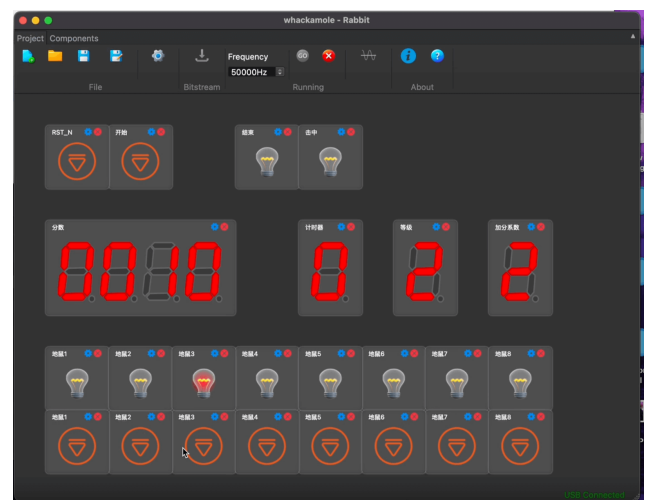 whackamole - Rabbit
Project Components
Frequency
GO
50000Hz
File Bitstream Running About
RST_N 开始 结束 击中
分数 计时器 等级 加分系数
0010 0 2 2
地鼠1 地鼠2 地鼠3 地鼠4 地鼠5 地鼠6 地鼠7 地鼠8
地鼠1 地鼠2 地鼠3 地鼠4 地鼠5 地鼠6 地鼠7 地鼠8
USB Connected